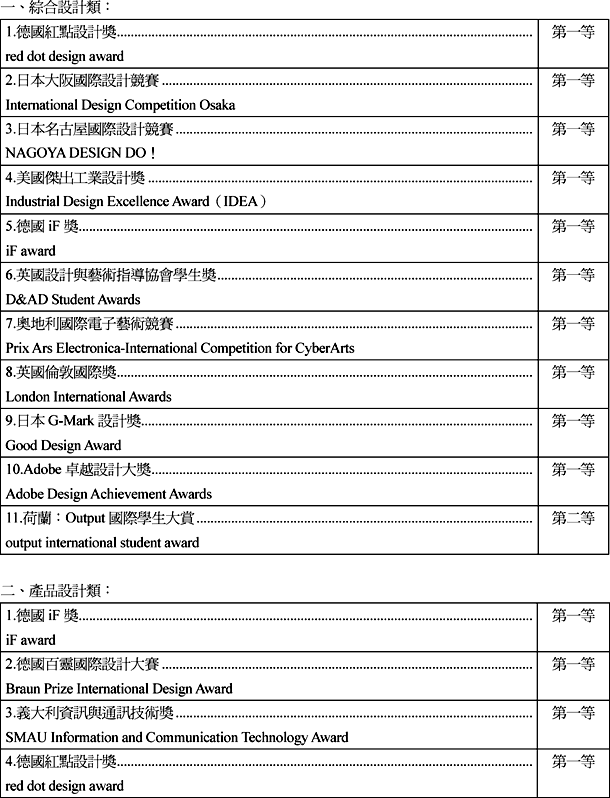 一、綜合設計類：
1.德國紅點設計獎........................................................................ 第一等
red dot design award
2.日本大阪國際設計競賽........................................................................ 第一等
International Design Competition Osaka
3.日本名古屋國際設計競賽........................................................................ 第一等
NAGOYA DESIGN DO！
4.美國傑出工業設計獎........................................................................ 第一等
Industrial Design Excellence Award（IDEA）
5.德國 iF 獎........................................................................ 第一等
iF award
6.英國設計與藝術指導協會學生獎........................................................................ 第一等
D&AD Student Awards
7.奧地利國際電子藝術競賽........................................................................ 第一等
Prix Ars Electronica-International Competition for CyberArts
8.英國倫敦國際獎........................................................................ 第一等
London International Awards
9.日本 G-Mark 設計獎........................................................................ 第一等
Good Design Award
10.Adobe 卓越設計大獎........................................................................ 第一等
Adobe Design Achievement Awards
11.荷蘭：Output 國際學生大賞........................................................................ 第二等
output international student award
二、產品設計類：
1.德國 iF 獎........................................................................ 第一等
iF award
2.德國百靈國際設計大賽........................................................................ 第一等
Braun Prize International Design Award
3.義大利資訊與通訊技術獎........................................................................ 第一等
SMAU Information and Communication Technology Award
4.德國紅點設計獎........................................................................ 第一等
red dot design award